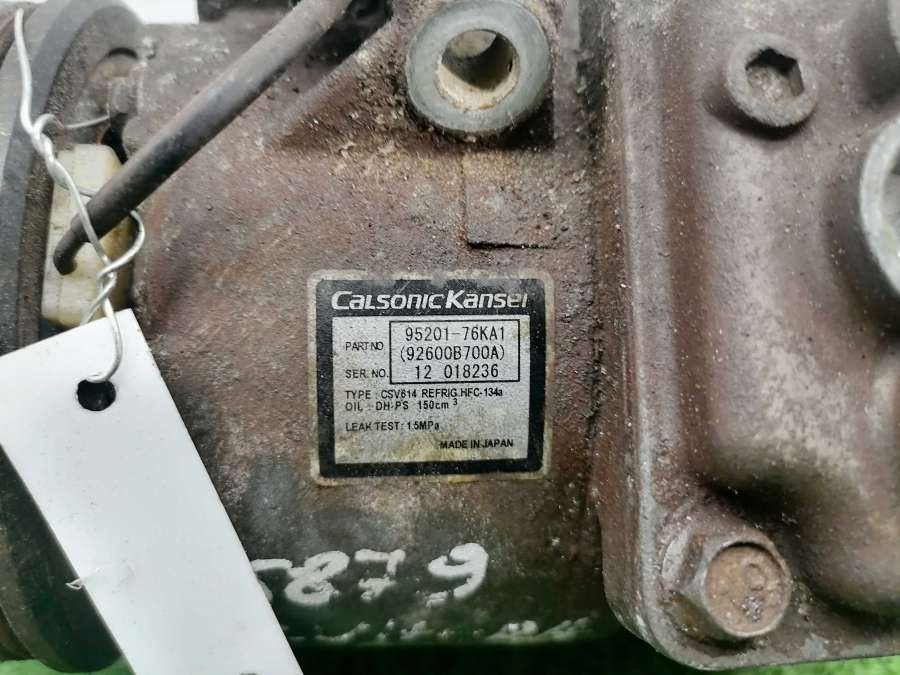 CalsonicKansei
PART NO. 95201-76KA1
(92600B700A)
SER. NO. 12 018236
TYPE : CSV614 REFRIG.HFC-134a
OIL : DH-PS 150cm³
LEAK TEST: 1.5MPa
MADE IN JAPAN
5879